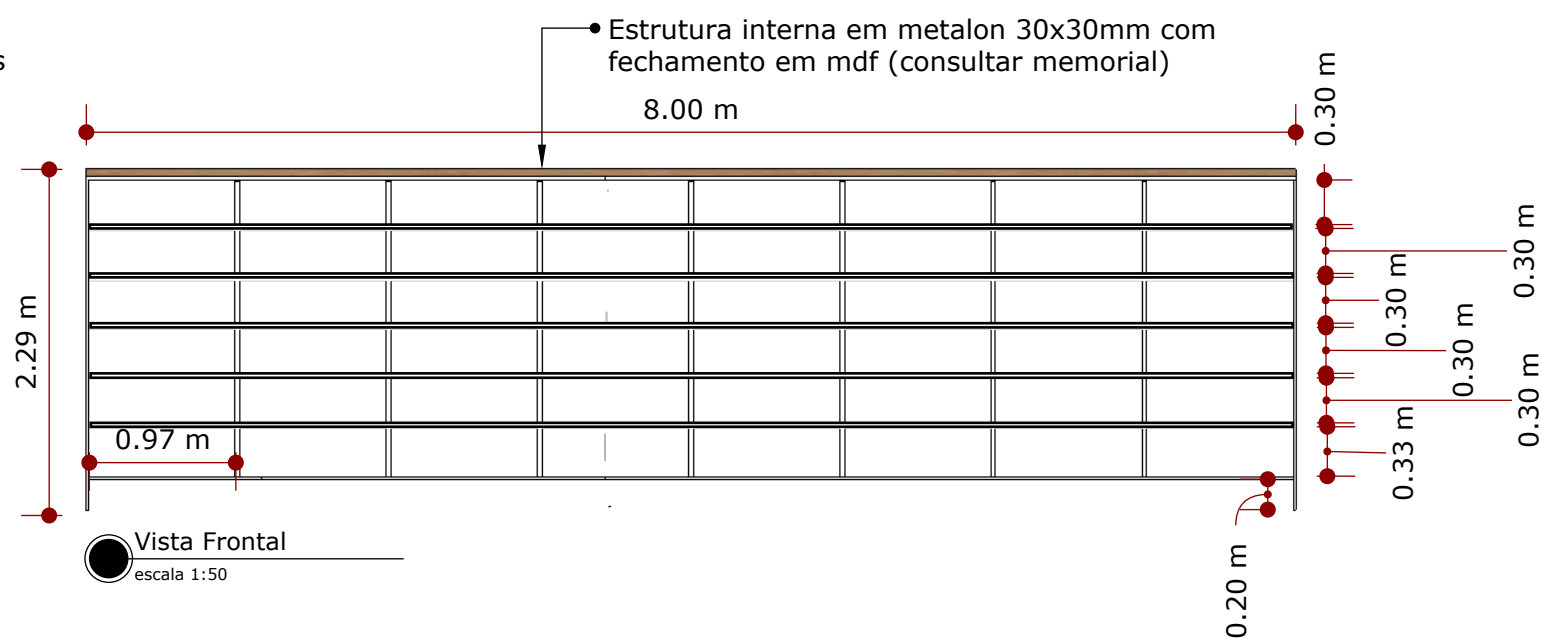 Estrutura interna em metalon 30x30mm com
s
fechamento em mdf (consultar memorial)
8.00 m
0.30 m
2.29 m
0.30 m
0.30 m
0.30 m
0.30 m
0.33 m
0.97 m
0.20 m
Vista Frontal
escala 1:50